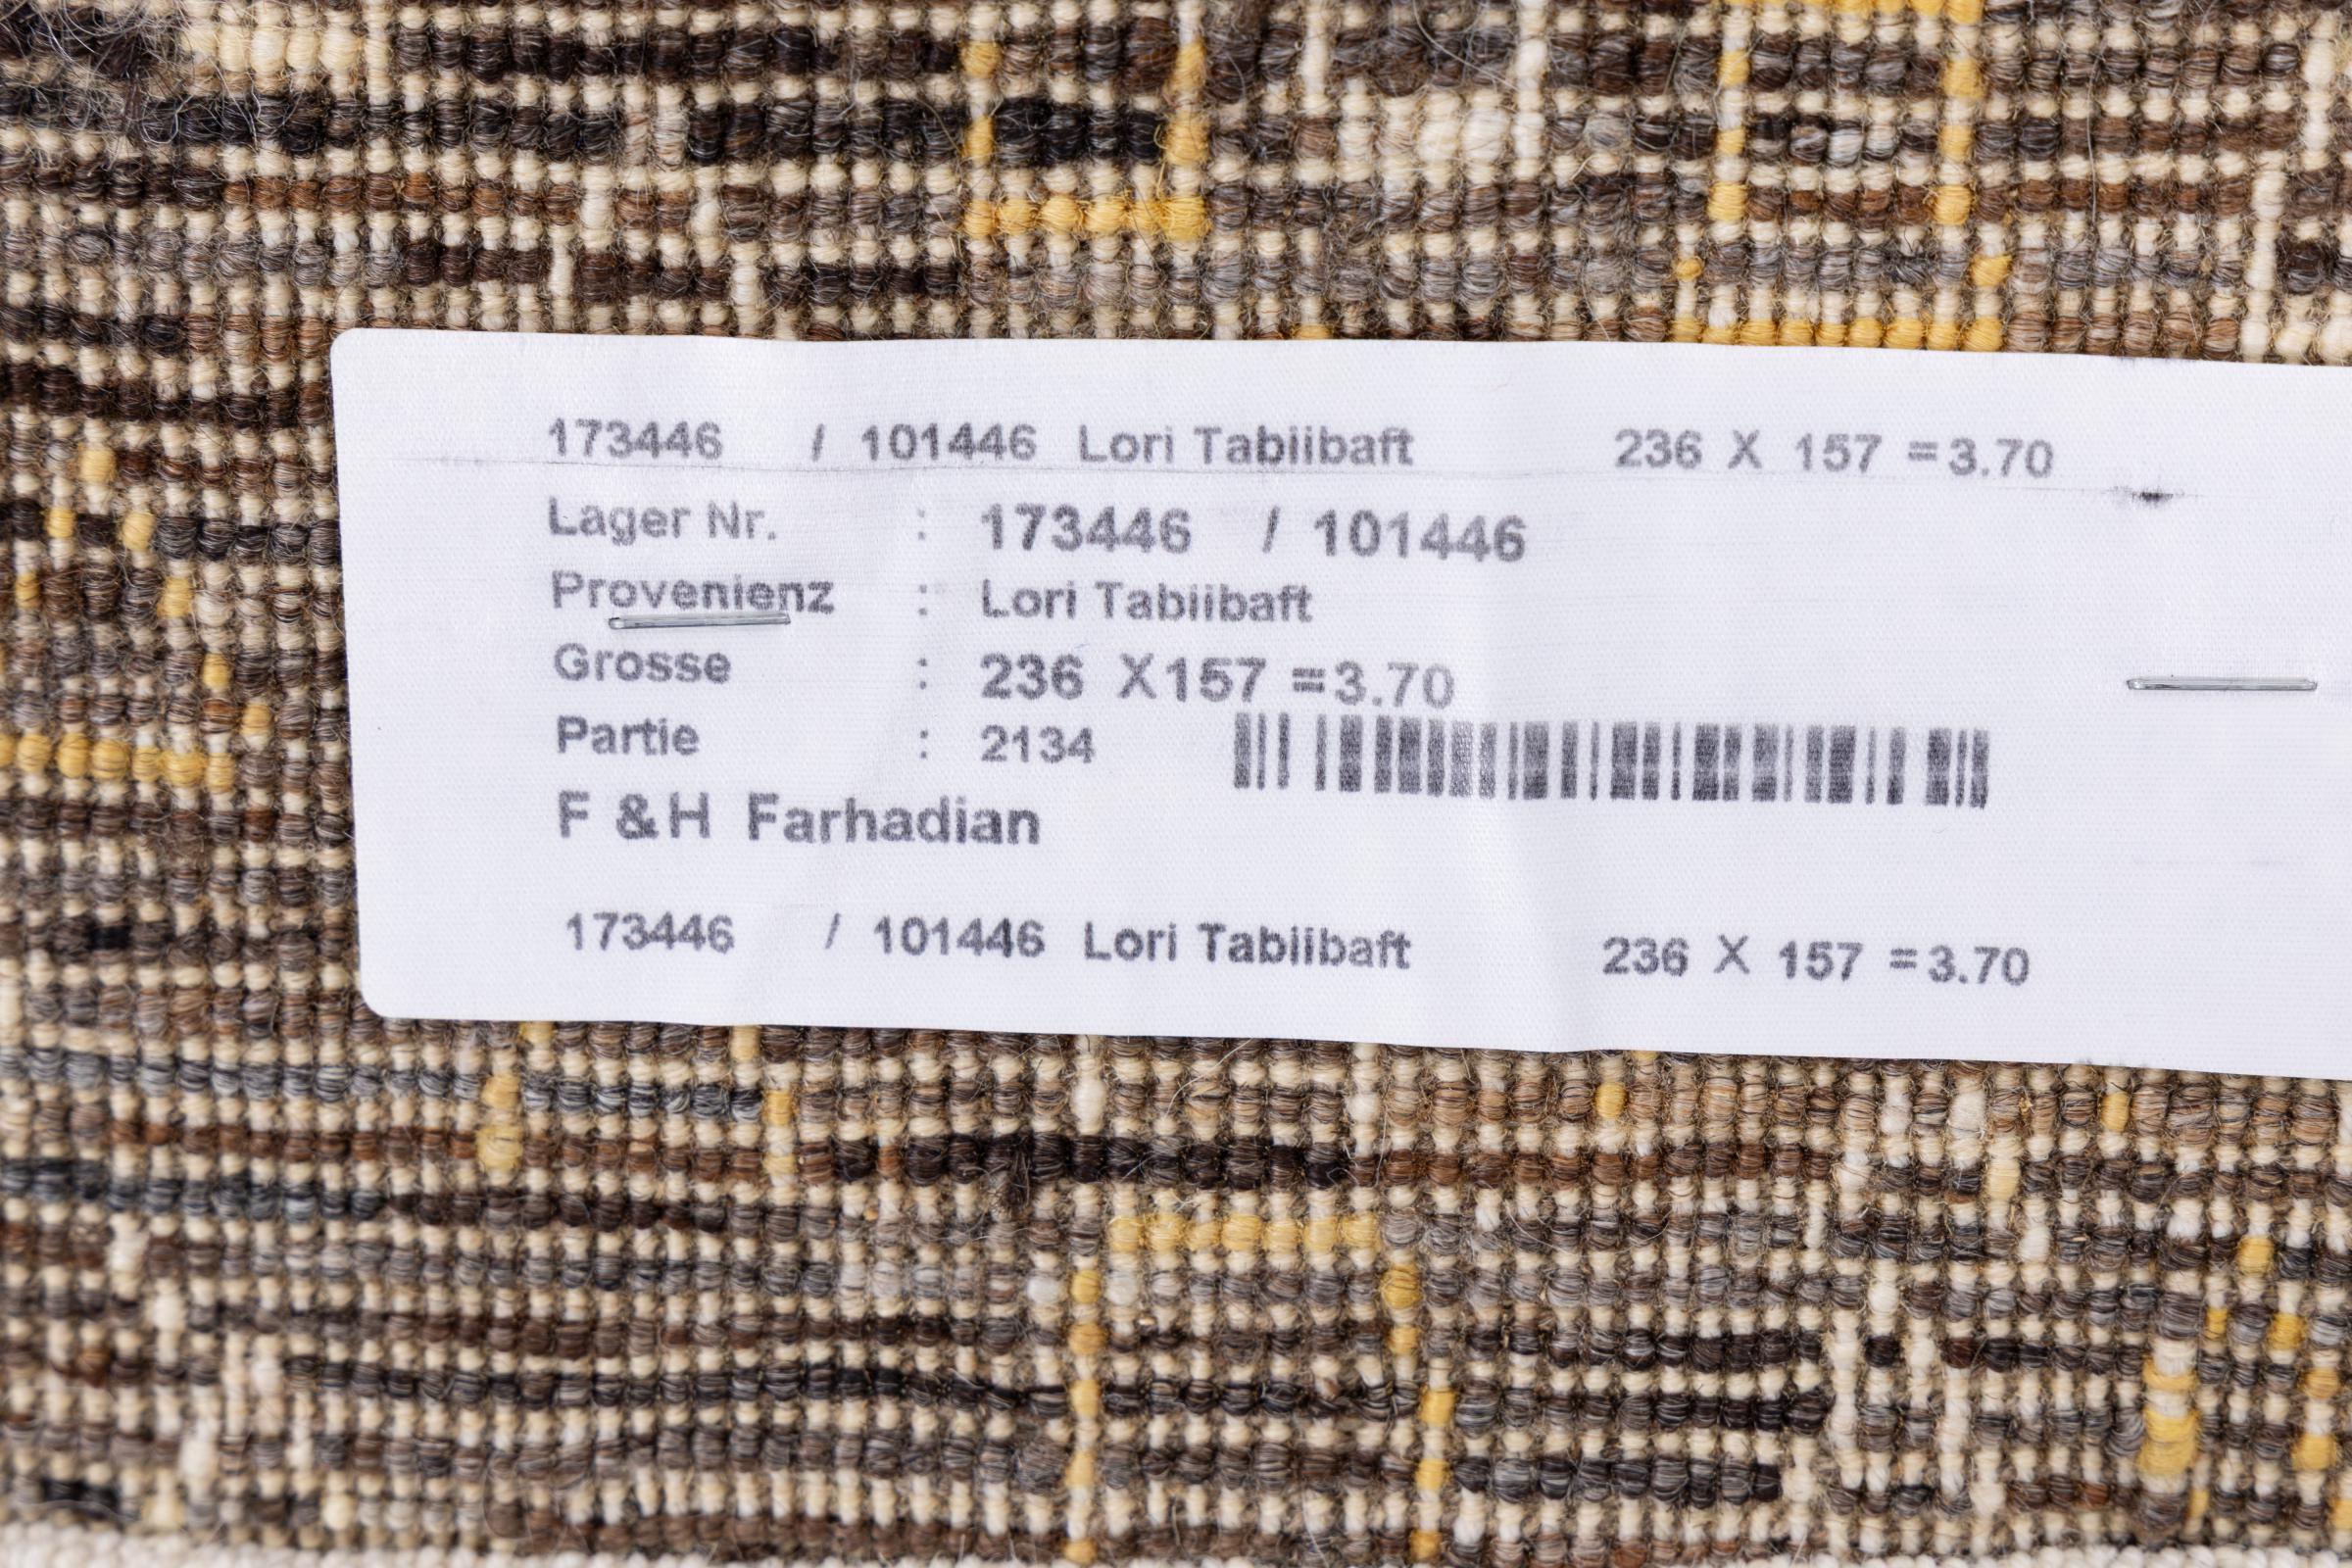 173446 / 101446 Lori Tabiibaft 236 X 157 =3.70
Lager Nr. : 173446 / 101446
Provenienz : Lori Tabiibaft
Grosse : 236 X157 =3.70
Partie : 2134
F &H Farhadian
173446 / 101446 Lori Tabiibaft 236 X 157 =3.70